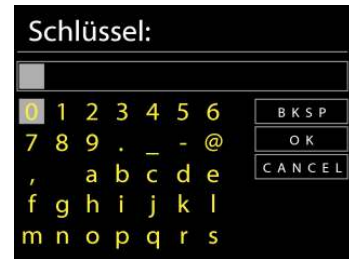 Schlüssel:
0 1 2 3 4 5 6 BKSP
7 8 9 . _ - @ OK
, a b c d e CANCEL
f g h i j k l
m n o p q r s